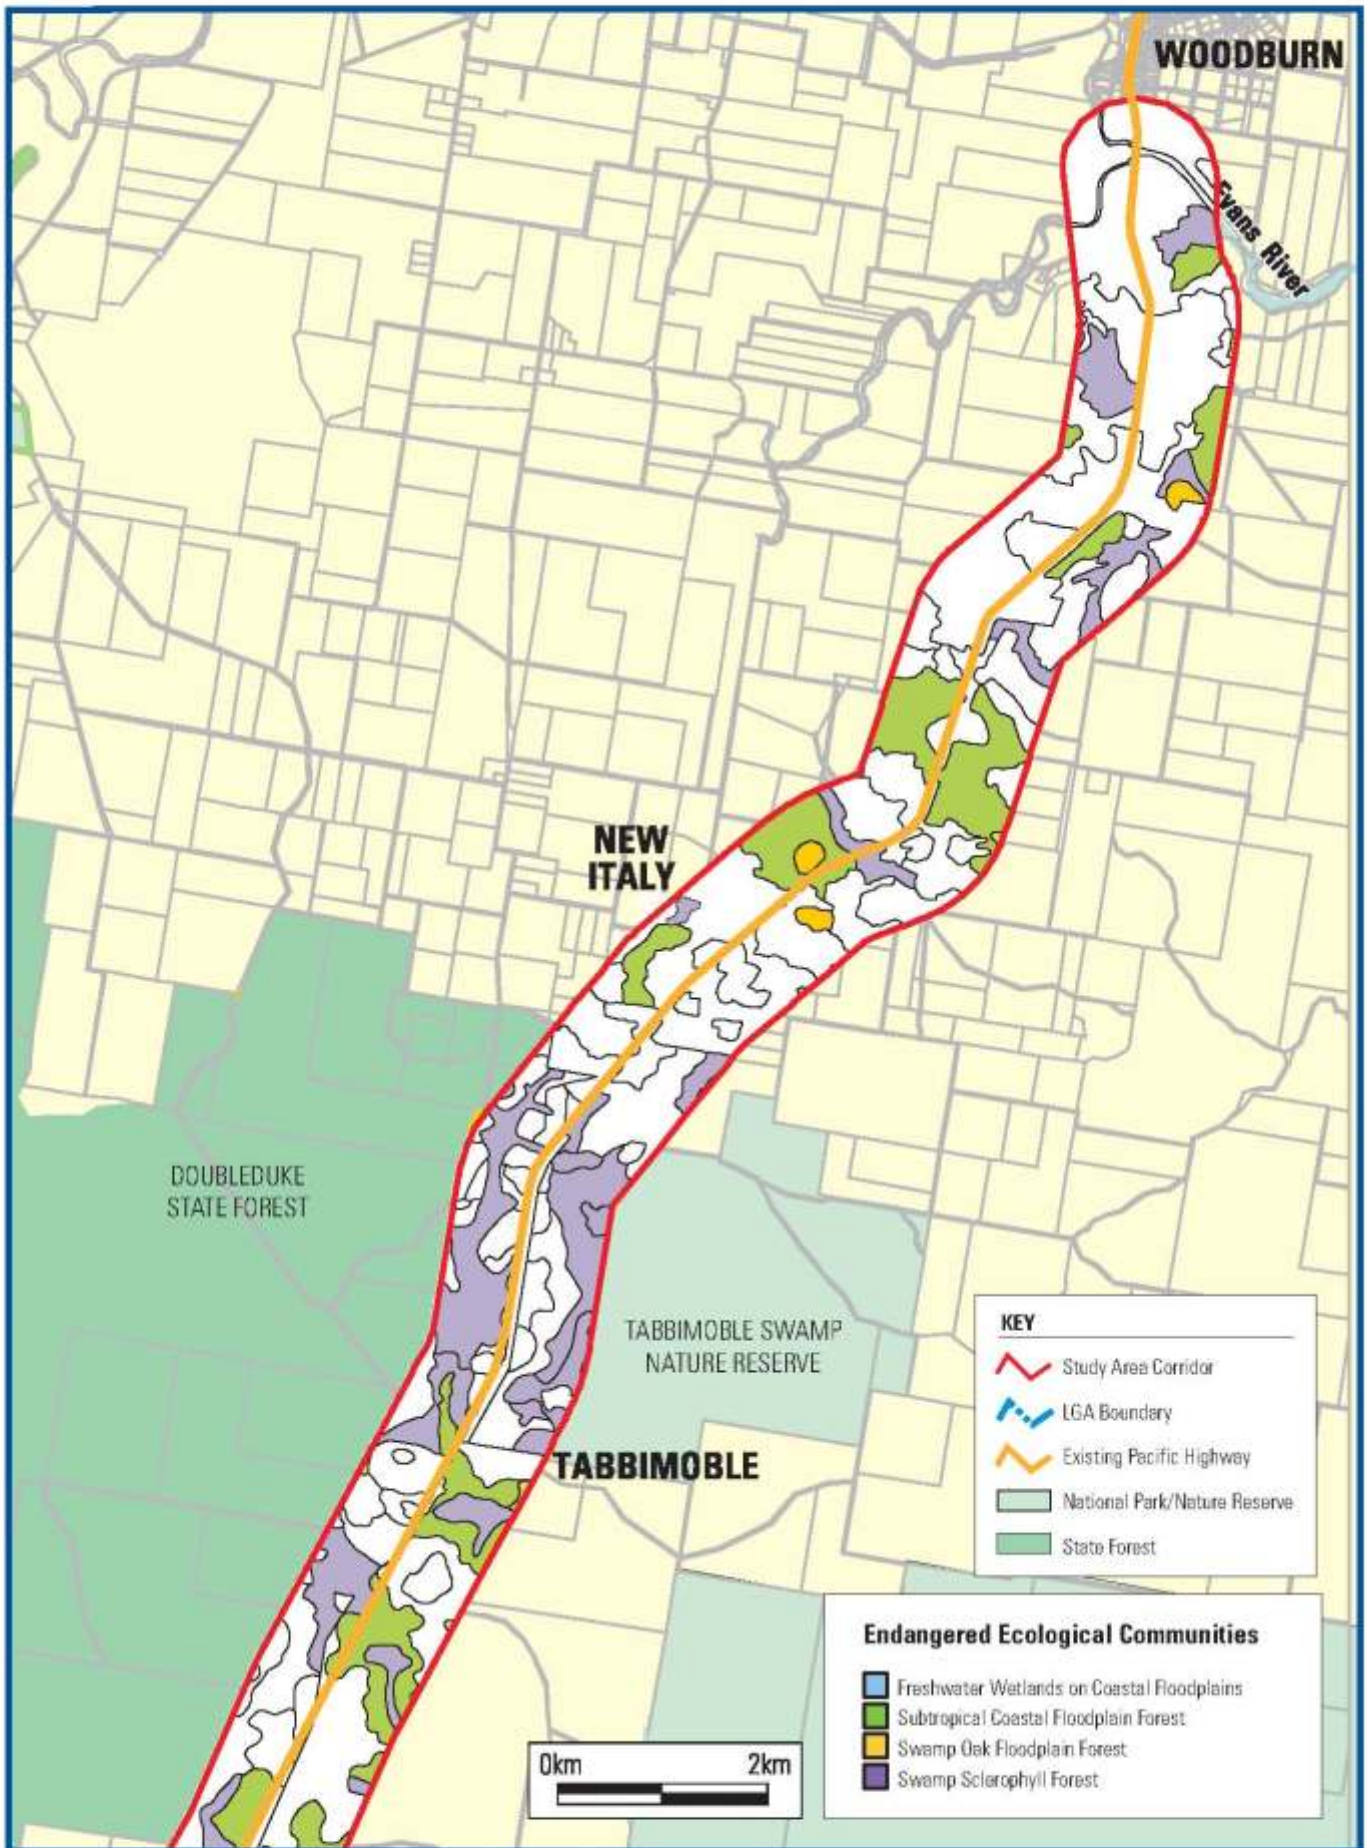 WOODBURN
Evans River
NEW
ITALY
DOUBLEDUKE
STATE FOREST
TABBIMOBLE SWAMP
NATURE RESERVE
TABBIMOBLE
KEY
Study Area Corridor
LGA Boundary
Existing Pacific Highway
National Park/Nature Reserve
State Forest
Endangered Ecological Communities
Freshwater Wetlands on Coastal Floodplains
Subtropical Coastal Floodplain Forest
Swamp Oak Floodplain Forest
Swamp Sclerophyll Forest
0km 2km